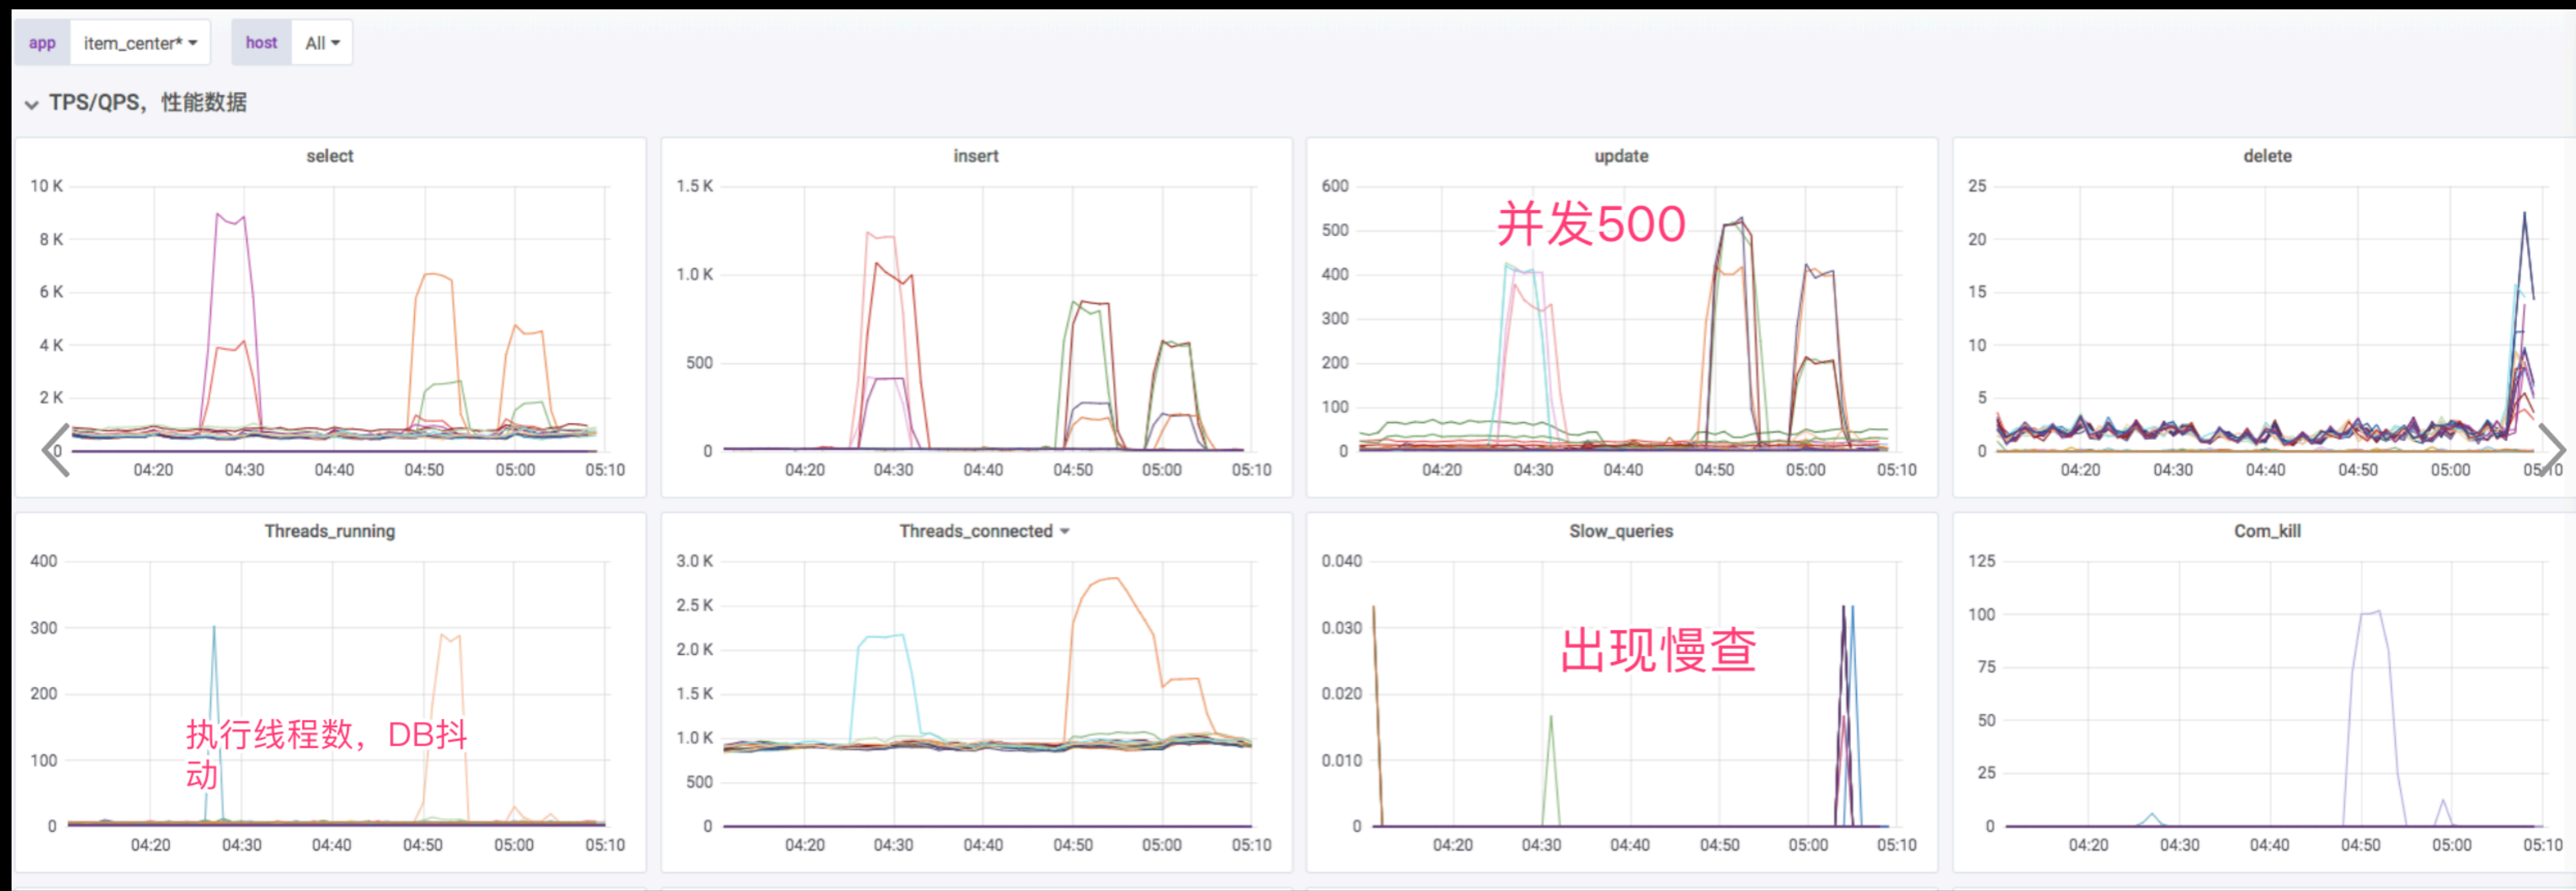 app item_center* host All
TPS/QPS，性能数据
select
10 K
8 K
6 K
4 K
2 K
0
04:20 04:30 04:40 04:50 05:00 05:10
insert
1.5 K
1.0 K
500
0
04:20 04:30 04:40 04:50 05:00 05:10
update
600
500
400
300
200
100
0
并发500
04:20 04:30 04:40 04:50 05:00 05:10
delete
25
20
15
10
5
0
04:20 04:30 04:40 04:50 05:00 05:10
Threads_running
400
300
200
100
0
执行线程数，DB抖
动
04:20 04:30 04:40 04:50 05:00 05:10
Threads_connected
3.0 K
2.5 K
2.0 K
1.5 K
1.0 K
500
0
04:20 04:30 04:40 04:50 05:00 05:10
Slow_queries
0.040
0.030
0.020
0.010
0
出现慢查
04:20 04:30 04:40 04:50 05:00 05:10
Com_kill
125
100
75
50
25
0
04:20 04:30 04:40 04:50 05:00 05:10